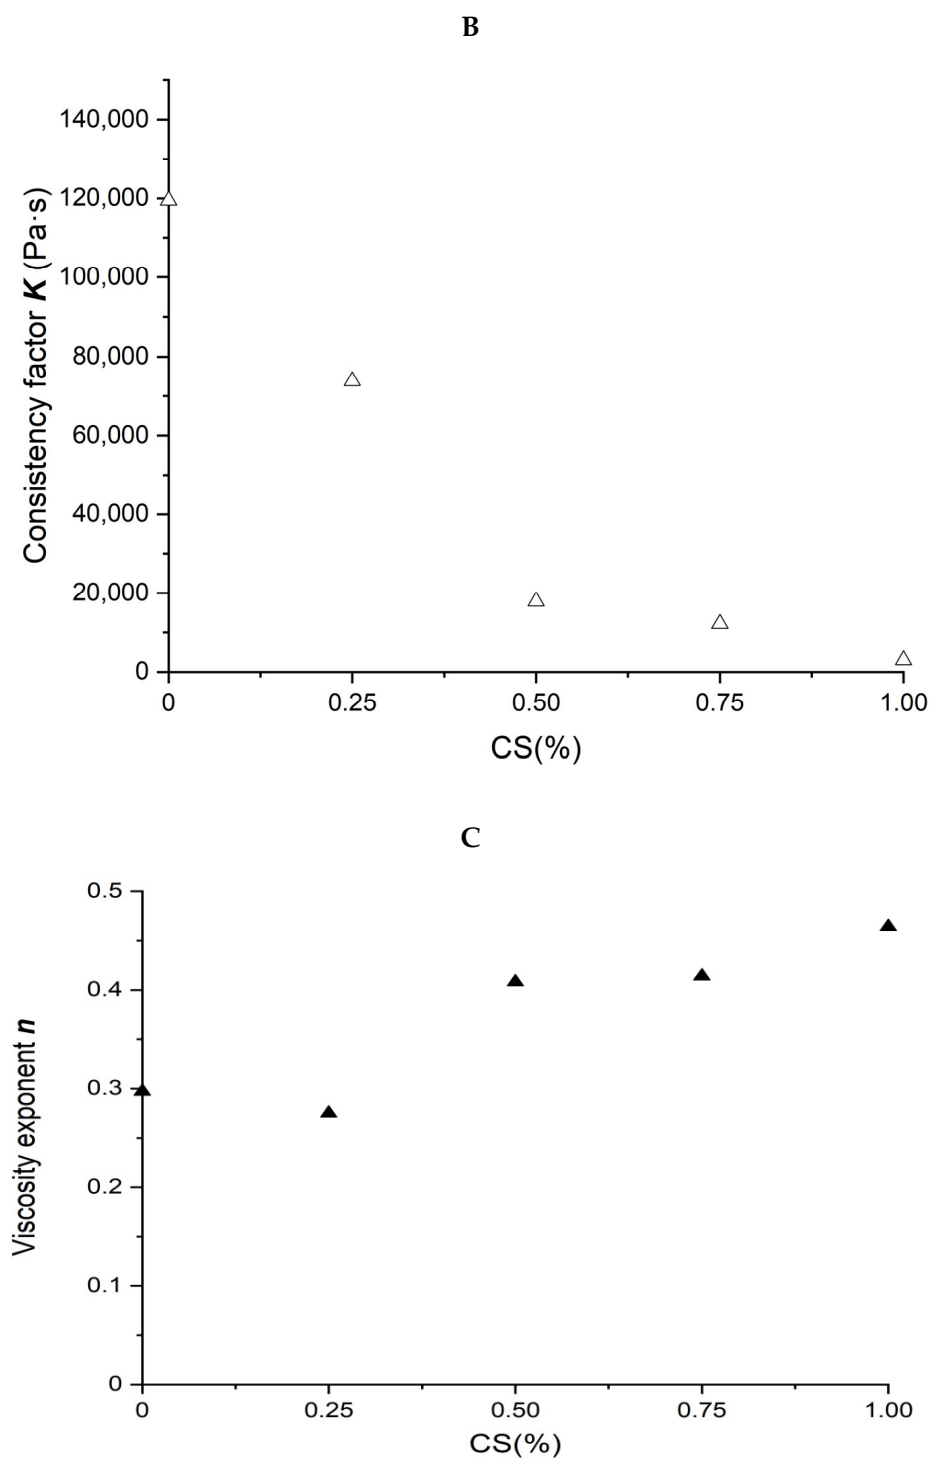 B
Consistency factor K (Pa·s)
140,000
120,000
100,000
80,000
60,000
40,000
20,000
0
0 0.25 0.50 0.75 1.00
CS(%)
C
Viscosity exponent n
0.5
0.4
0.3
0.2
0.1
0
0 0.25 0.50 0.75 1.00
CS(%)